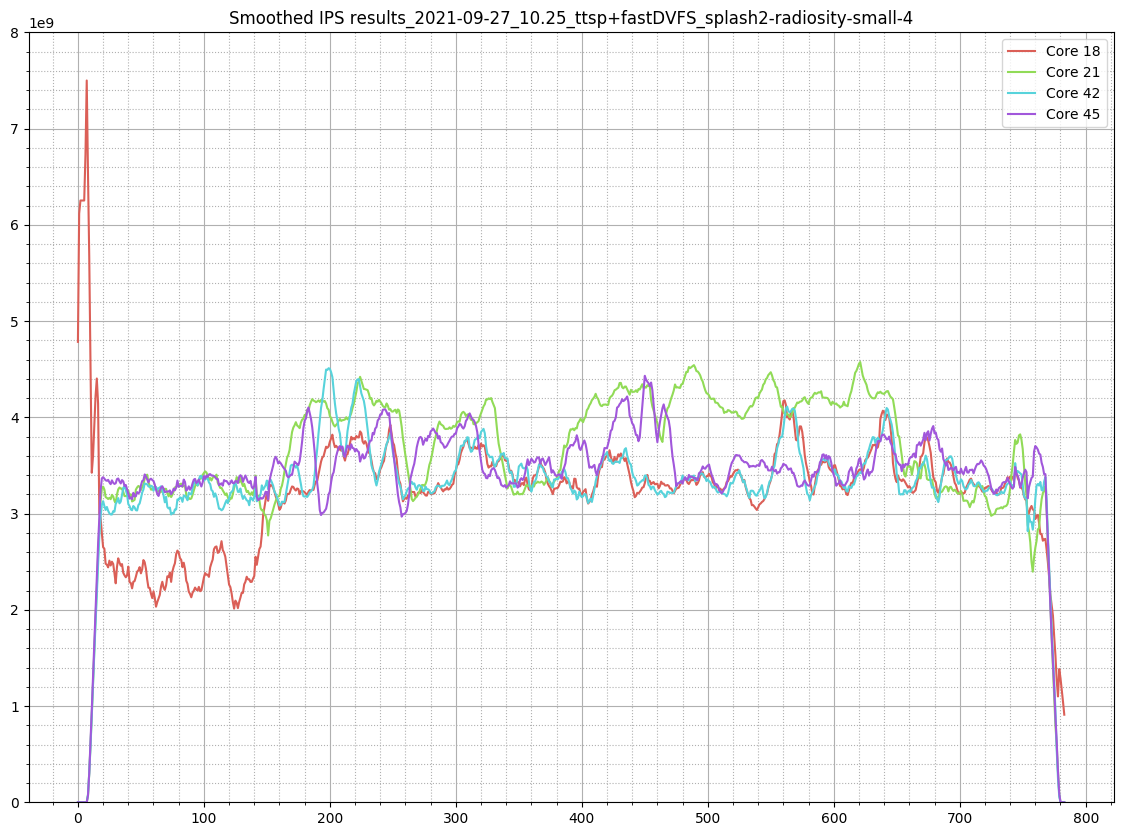 Smoothed IPS results_2021-09-27_10.25_ttsp+fastDVFS_splash2-radiosity-small-4
1e9
8
7
6
5
4
3
2
1
0
0 100 200 300 400 500 600 700 800
Core 18
Core 21
Core 42
Core 45